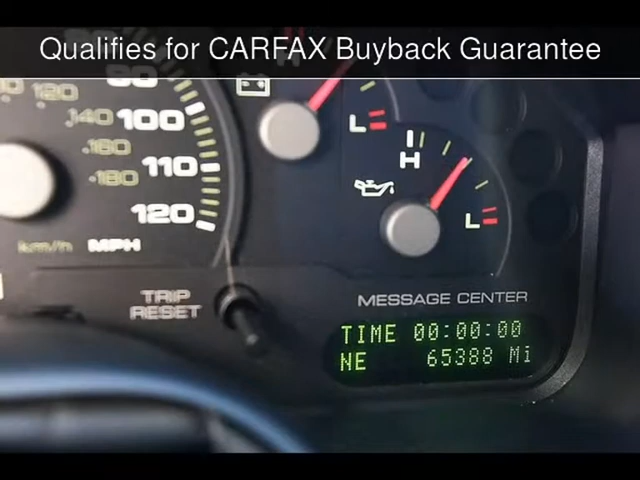 Qualifies for CARFAX Buyback Guarantee
80
120
140 100
160
110
180
120
km/h MPH
L
H
L
TRIP
RESET
MESSAGE CENTER
TIME 00:00:00
NE 65388 Mi